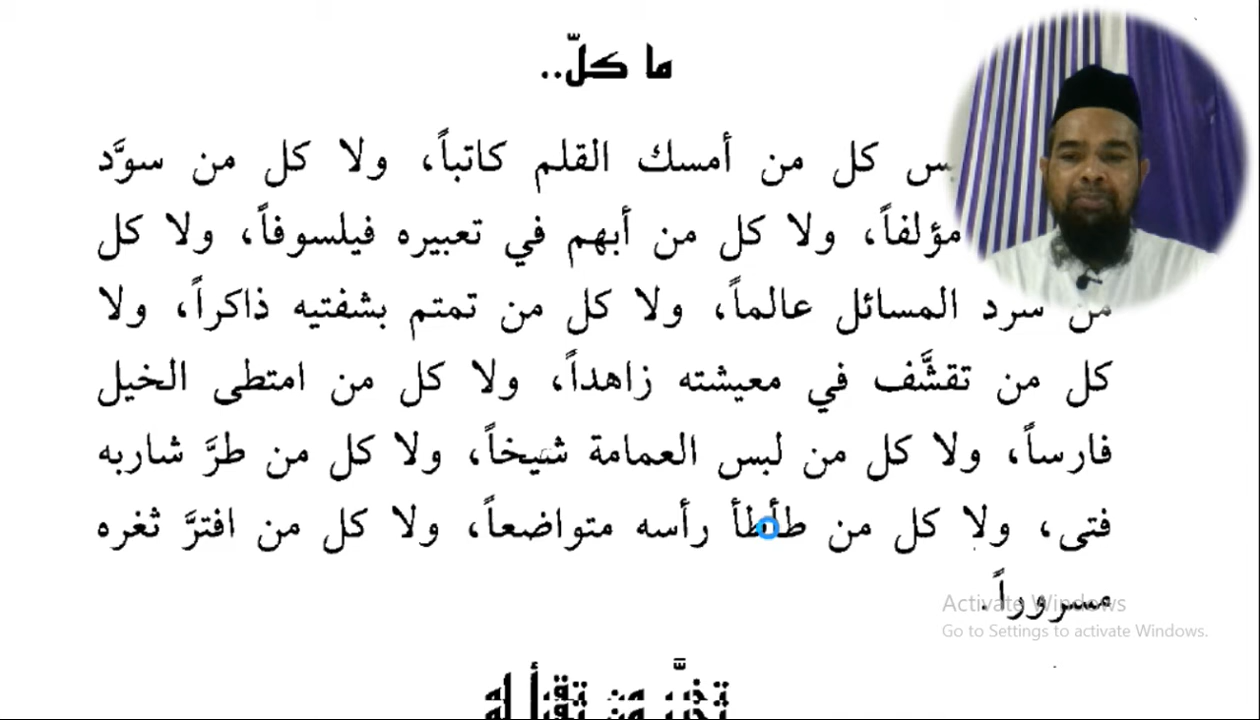 ما كلّ..
كل من أمسك القلم كاتباً، ولا كل من سوَّد
مؤلفاً، ولا كل من أبهم في تعبيره فيلسوفاً، ولا كل
من سرد المسائل عالماً، ولا كل من تمتم بشفتيه ذاكراً، ولا
كل من تقشَّف في معيشته زاهداً، ولا كل من امتطى الخيل
فارساً، ولا كل من لبس العمامة شيخاً، ولا كل من طرَّ شاربه
فتى، ولا كل من طأطأ رأسه متواضعاً، ولا كل من افترَّ ثغره
مسروراً.
Activate Windows
Go to Settings to activate Windows.
تخيَّر من تقرأ له